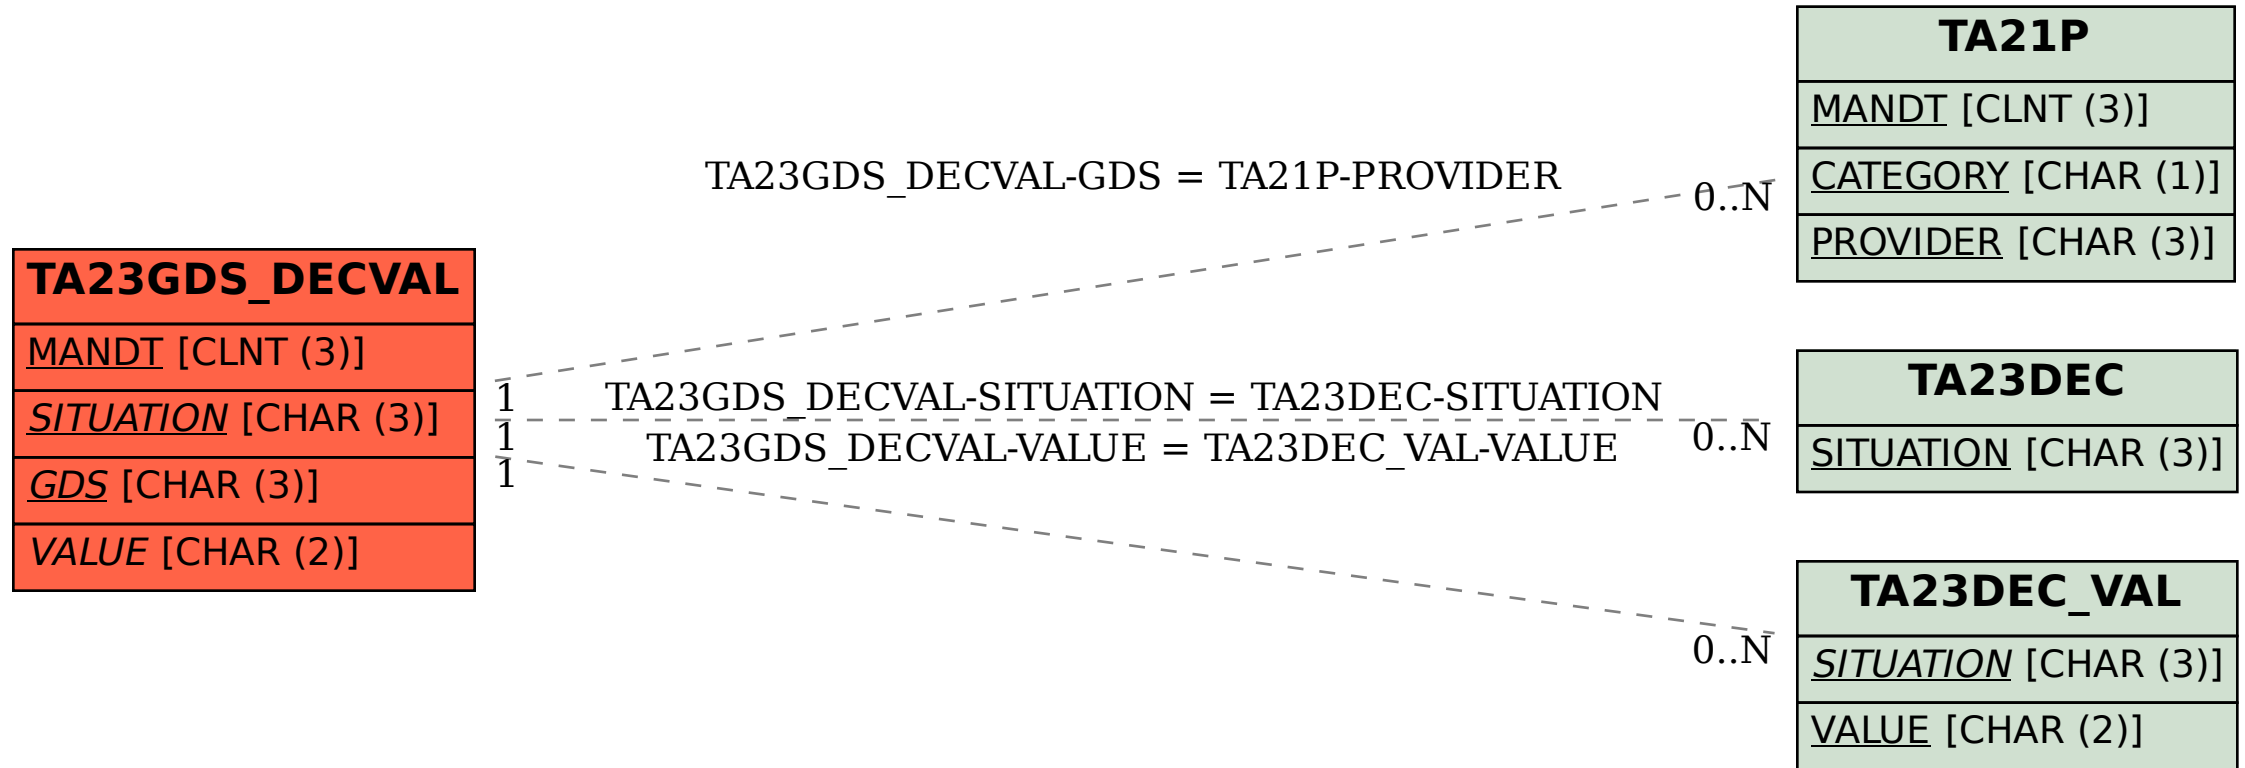 TA23GDS_DECVAL
MANDT [CLNT (3)]
SITUATION [CHAR (3)]
GDS [CHAR (3)]
VALUE [CHAR (2)]
TA23GDS_DECVAL-GDS = TA21P-PROVIDER
0..N
1
TA23GDS_DECVAL-SITUATION = TA23DEC-SITUATION
1
0..N
TA23GDS_DECVAL-VALUE = TA23DEC_VAL-VALUE
1
0..N
TA21P
MANDT [CLNT (3)]
CATEGORY [CHAR (1)]
PROVIDER [CHAR (3)]
TA23DEC
SITUATION [CHAR (3)]
TA23DEC_VAL
SITUATION [CHAR (3)]
VALUE [CHAR (2)]